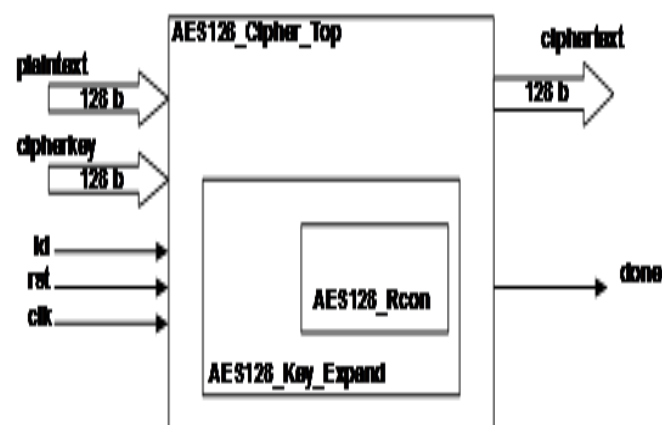 AES128_Cipher_Top
plaintext
128 b
cipherkey
128 b
ld
rst
clk
ciphertext
128 b
done
AES128_Rcon
AES128_Key_Expand